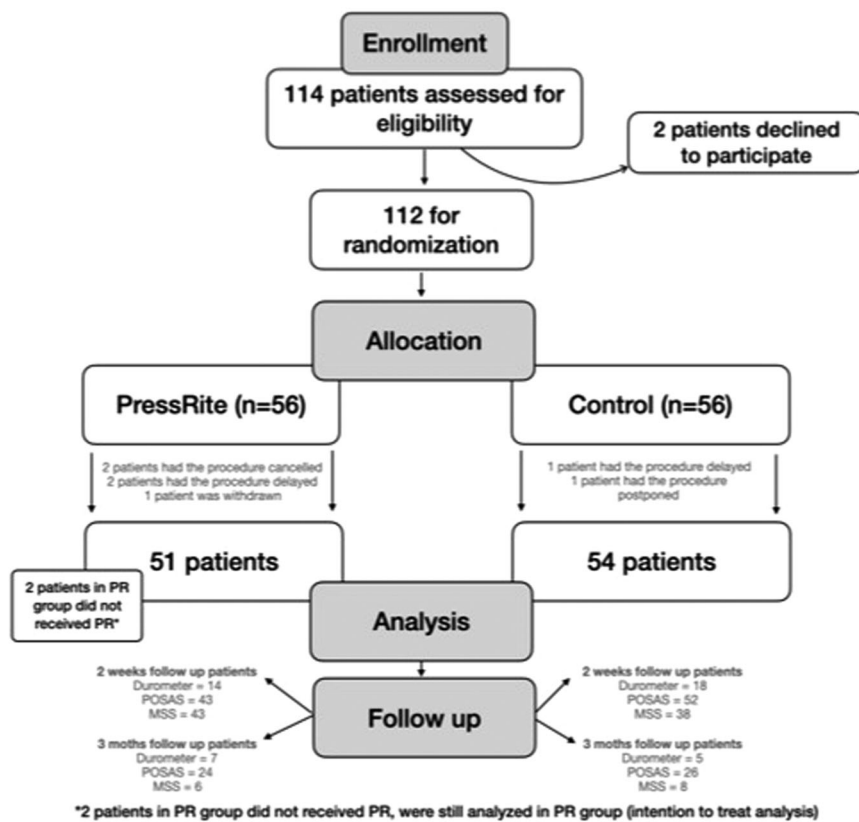 Enrollment
114 patients assessed for
eligibility
2 patients declined
to participate
112 for
randomization
Allocation
PressRite (n=56)
Control (n=56)
2 patients had the procedure cancelled
2 patients had the procedure delayed
1 patient was withdrawn
1 patient had the procedure delayed
1 patient had the procedure
postponed
51 patients
54 patients
2 patients in PR
group did not
received PR*
Analysis
2 weeks follow up patients
Durometer = 14
POSAS = 43
MSS = 43
2 weeks follow up patients
Durometer = 18
POSAS = 52
MSS = 38
Follow up
3 moths follow up patients
Durometer = 7
POSAS = 24
MSS = 6
3 moths follow up patients
Durometer = 5
POSAS = 26
MSS = 8
*2 patients in PR group did not received PR, were still analyzed in PR group (intention to treat analysis)